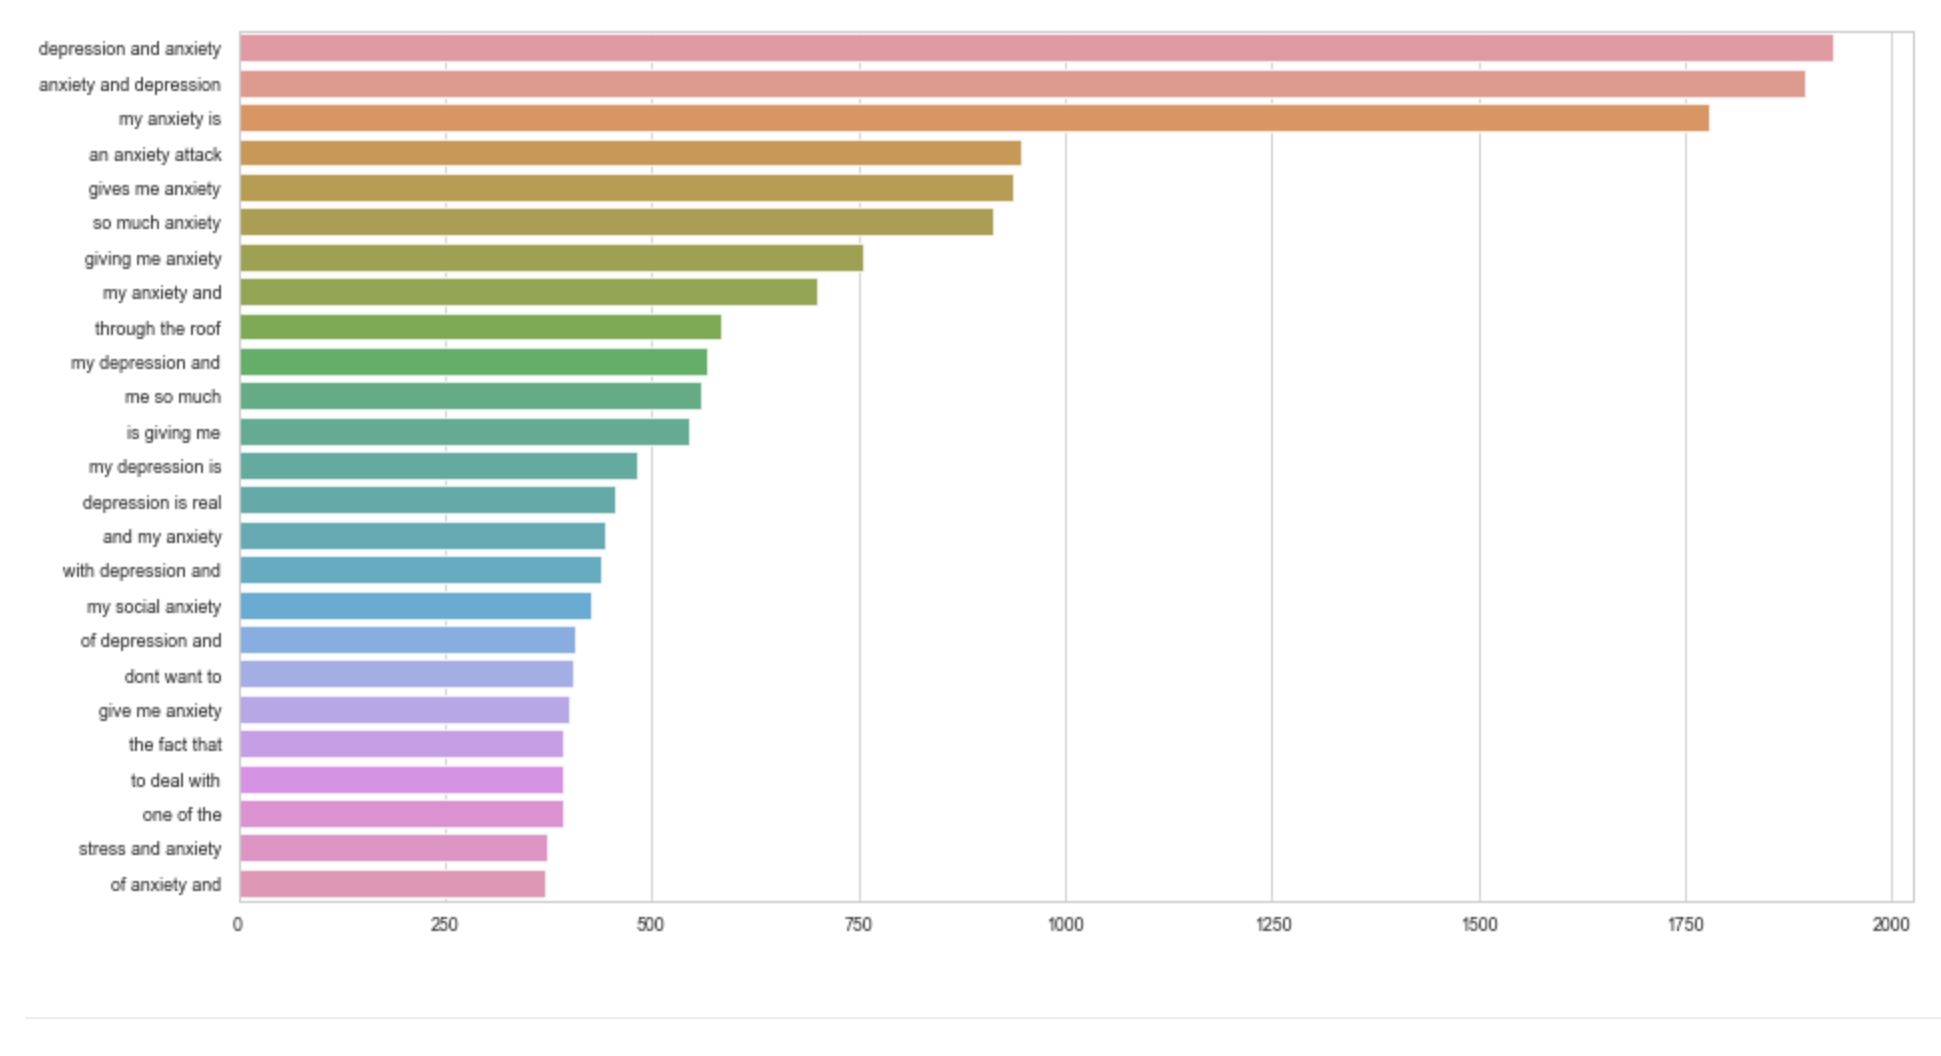 depression and anxiety
anxiety and depression
my anxiety is
an anxiety attack
gives me anxiety
so much anxiety
giving me anxiety
my anxiety and
through the roof
my depression and
me so much
is giving me
my depression is
depression is real
and my anxiety
with depression and
my social anxiety
of depression and
dont want to
give me anxiety
the fact that
to deal with
one of the
stress and anxiety
of anxiety and
0 250 500 750 1000 1250 1500 1750 2000